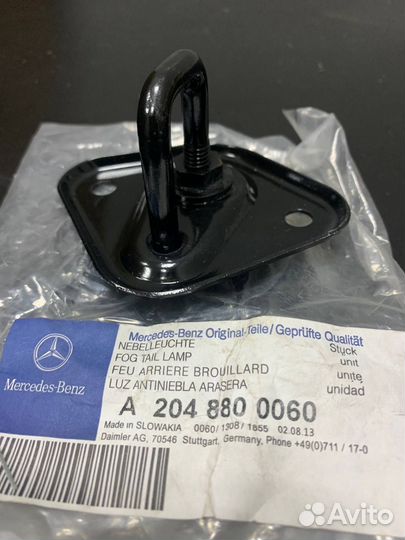 Mercedes-Benz Original-Teile/Geprüfte Qualität
NEBELLEUCHTE Stück
FOG TAIL LAMP unit
FEU ARRIERE BROUILLARD unité
LUZ ANTINIEBLA ARASERA unidad
Mercedes-Benz
A 204 880 0060
Made in SLOWAKIA 0060/1308/1855 02.08.13
Daimler AG, 70546 Stuttgart, Germany, Phone +49(0)711 / 17-0
Avito